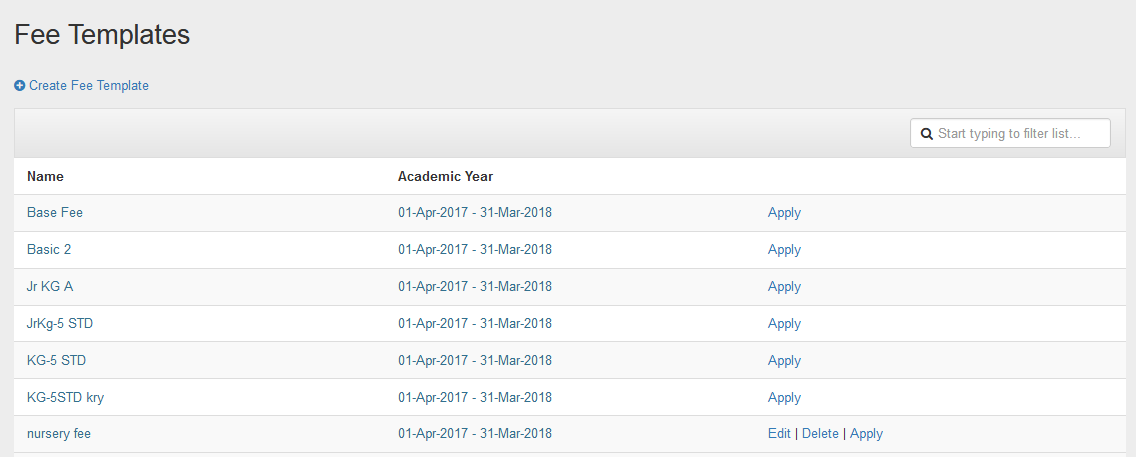 Fee Templates
Create Fee Template
Start typing to filter list...
Name Academic Year
Base Fee 01-Apr-2017 - 31-Mar-2018 Apply
Basic 2 01-Apr-2017 - 31-Mar-2018 Apply
Jr KG A 01-Apr-2017 - 31-Mar-2018 Apply
JrKg-5 STD 01-Apr-2017 - 31-Mar-2018 Apply
KG-5 STD 01-Apr-2017 - 31-Mar-2018 Apply
KG-5STD kry 01-Apr-2017 - 31-Mar-2018 Apply
nursery fee 01-Apr-2017 - 31-Mar-2018 Edit | Delete | Apply